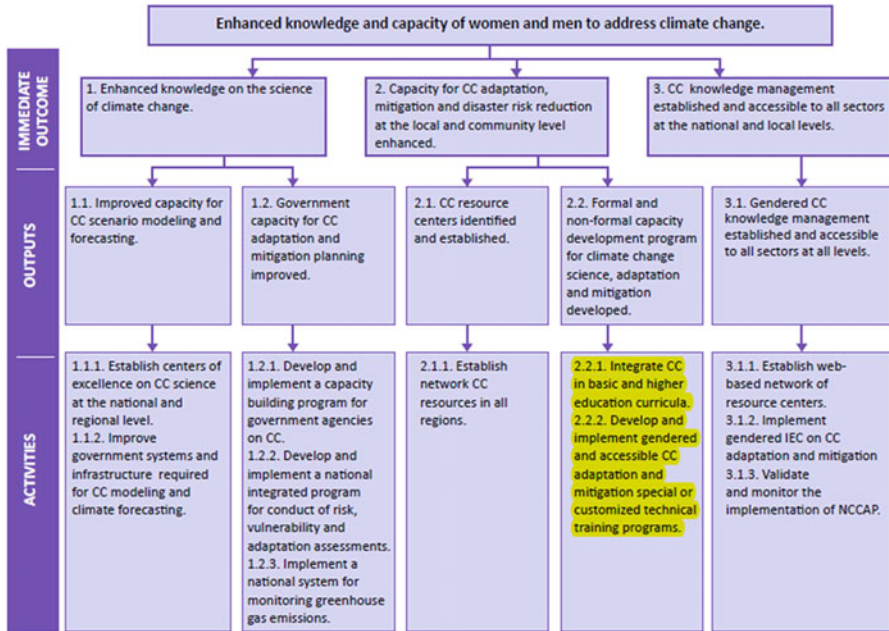 Enhanced knowledge and capacity of women and men to address climate change.
IMMEDIATE
OUTCOME
1. Enhanced knowledge on the science
of climate change.
2. Capacity for CC adaptation,
mitigation and disaster risk reduction
at the local and community level
enhanced.
3. CC knowledge management
established and accessible to all sectors
at the national and local levels.
OUTPUTS
1.1. Improved capacity for
CC scenario modeling and
forecasting.
1.2. Government
capacity for CC
adaptation and
mitigation planning
improved.
2.1. CC resource
centers identified
and established.
2.2. Formal and
non-formal capacity
development program
for climate change
science, adaptation
and mitigation
developed.
3.1. Gendered CC
knowledge management
established and accessible
to all sectors at all levels.
ACTIVITIES
1.1.1. Establish centers of
excellence on CC science
at the national and
regional level.
1.1.2. Improve
government systems and
infrastructure required
for CC modeling and
climate forecasting.
1.2.1. Develop and
implement a capacity
building program for
government agencies
on CC.
1.2.2. Develop and
implement a national
integrated program
for conduct of risk,
vulnerability and
adaptation assessments.
1.2.3. Implement a
national system for
monitoring greenhouse
gas emissions.
2.1.1. Establish
network CC
resources in all
regions.
2.2.1. Integrate CC
in basic and higher
education curricula.
2.2.2. Develop and
implement gendered
and accessible CC
adaptation and
mitigation special or
customized technical
training programs.
3.1.1. Establish web-
based network of
resource centers.
3.1.2. Implement
gendered IEC on CC
adaptation and mitigation
3.1.3. Validate
and monitor the
implementation of NCCAP.